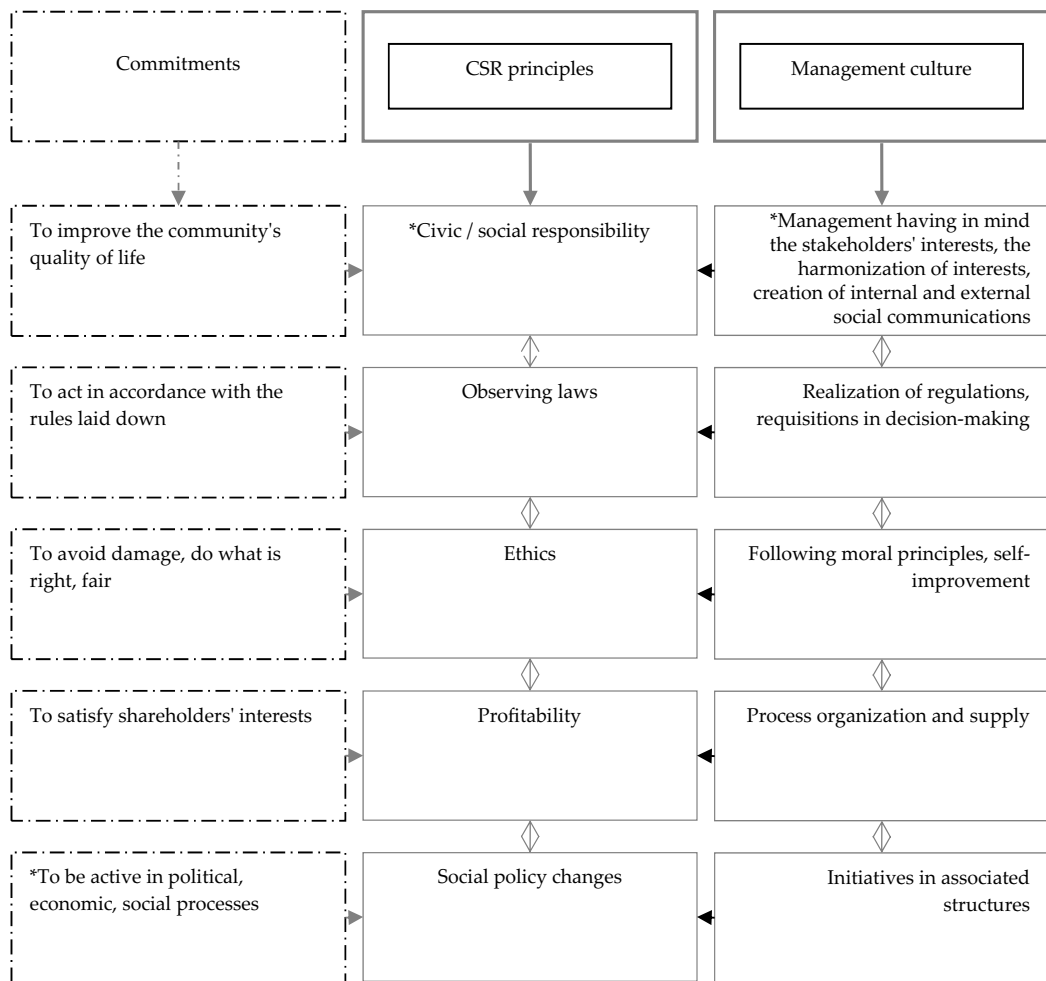 Commitments
CSR principles
Management culture
To improve the community's
quality of life
*Civic / social responsibility
*Management having in mind
the stakeholders' interests, the
harmonization of interests,
creation of internal and external
social communications
To act in accordance with the
rules laid down
Observing laws
Realization of regulations,
requisitions in decision-making
To avoid damage, do what is
right, fair
Ethics
Following moral principles, self-
improvement
To satisfy shareholders' interests
Profitability
Process organization and supply
*To be active in political,
economic, social processes
Social policy changes
Initiatives in associated
structures